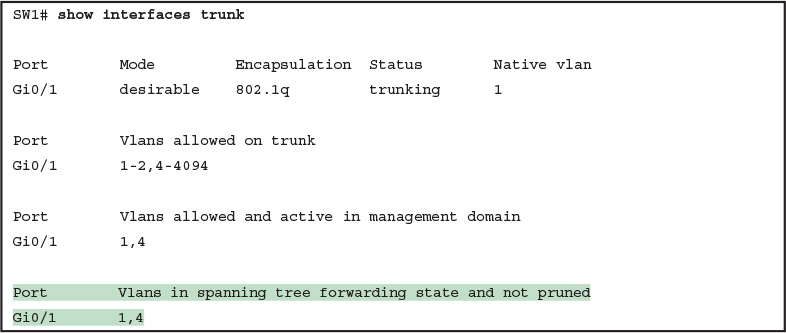 SW1# show interfaces trunk
Port Mode Encapsulation Status Native vlan
Gi0/1 desirable 802.1q trunking 1
Port Vlans allowed on trunk
Gi0/1 1-2,4-4094
Port Vlans allowed and active in management domain
Gi0/1 1,4
Port Vlans in spanning tree forwarding state and not pruned
Gi0/1 1,4